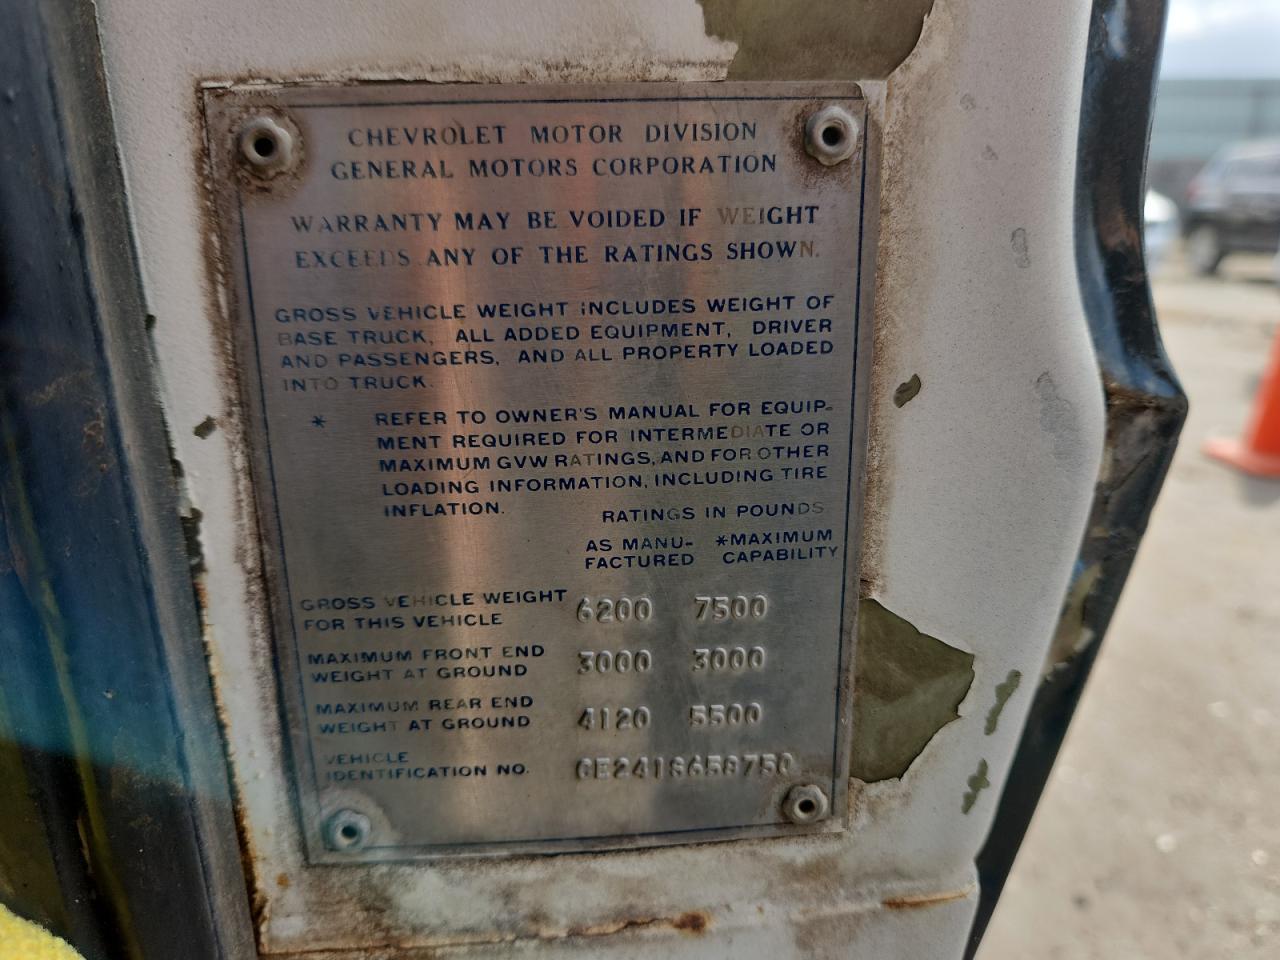 CHEVROLET MOTOR DIVISION
GENERAL MOTORS CORPORATION
WARRANTY MAY BE VOIDED IF WEIGHT
EXCEEDS ANY OF THE RATINGS SHOWN.
GROSS VEHICLE WEIGHT INCLUDES WEIGHT OF
BASE TRUCK, ALL ADDED EQUIPMENT, DRIVER
AND PASSENGERS, AND ALL PROPERTY LOADED
INTO TRUCK.
* REFER TO OWNER'S MANUAL FOR EQUIP-
MENT REQUIRED FOR INTERMEDIATE OR
MAXIMUM GVW RATINGS, AND FOR OTHER
LOADING INFORMATION, INCLUDING TIRE
INFLATION.
RATINGS IN POUNDS
AS MANU- *MAXIMUM
FACTURED CAPABILITY
GROSS VEHICLE WEIGHT
FOR THIS VEHICLE 6200 7500
MAXIMUM FRONT END
WEIGHT AT GROUND 3000 3000
MAXIMUM REAR END
WEIGHT AT GROUND 4120 5500
VEHICLE
IDENTIFICATION NO.